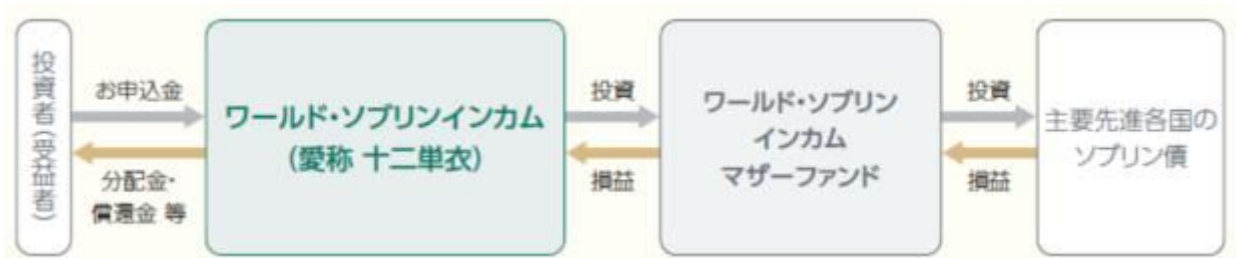 投資者(受益者)
お申込金
分配金・
償還金 等
ワールド・ソブリンインカム
(愛称 十二単衣)
投資
損益
ワールド・ソブリン
インカム
マザーファンド
投資
損益
主要先進各国の
ソブリン債